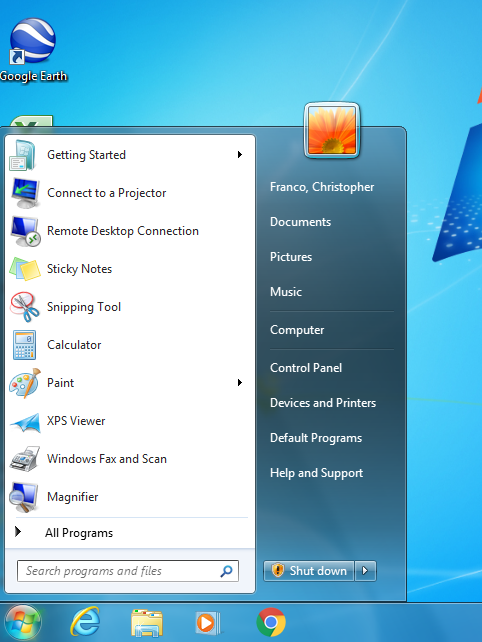 Google Earth
Getting Started
Connect to a Projector
Remote Desktop Connection
Sticky Notes
Snipping Tool
Calculator
Paint
XPS Viewer
Windows Fax and Scan
Magnifier
All Programs
Search programs and files
Franco, Christopher
Documents
Pictures
Music
Computer
Control Panel
Devices and Printers
Default Programs
Help and Support
Shut down